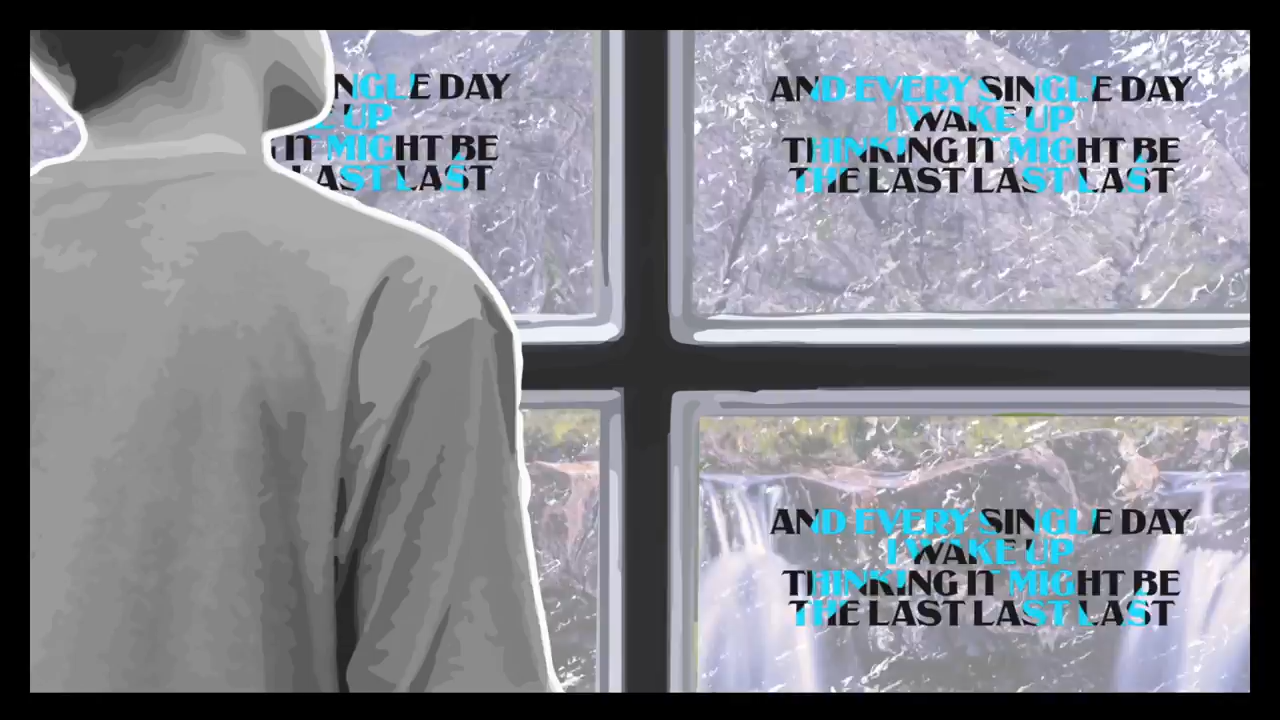 NGLE DAY
E UP
IT MIGHT BE
LAST LAST
AND EVERY SINGLE DAY
I WAKE UP
THINKING IT MIGHT BE
THE LAST LAST LAST
AND EVERY SINGLE DAY
I WAKE UP
THINKING IT MIGHT BE
THE LAST LAST LAST